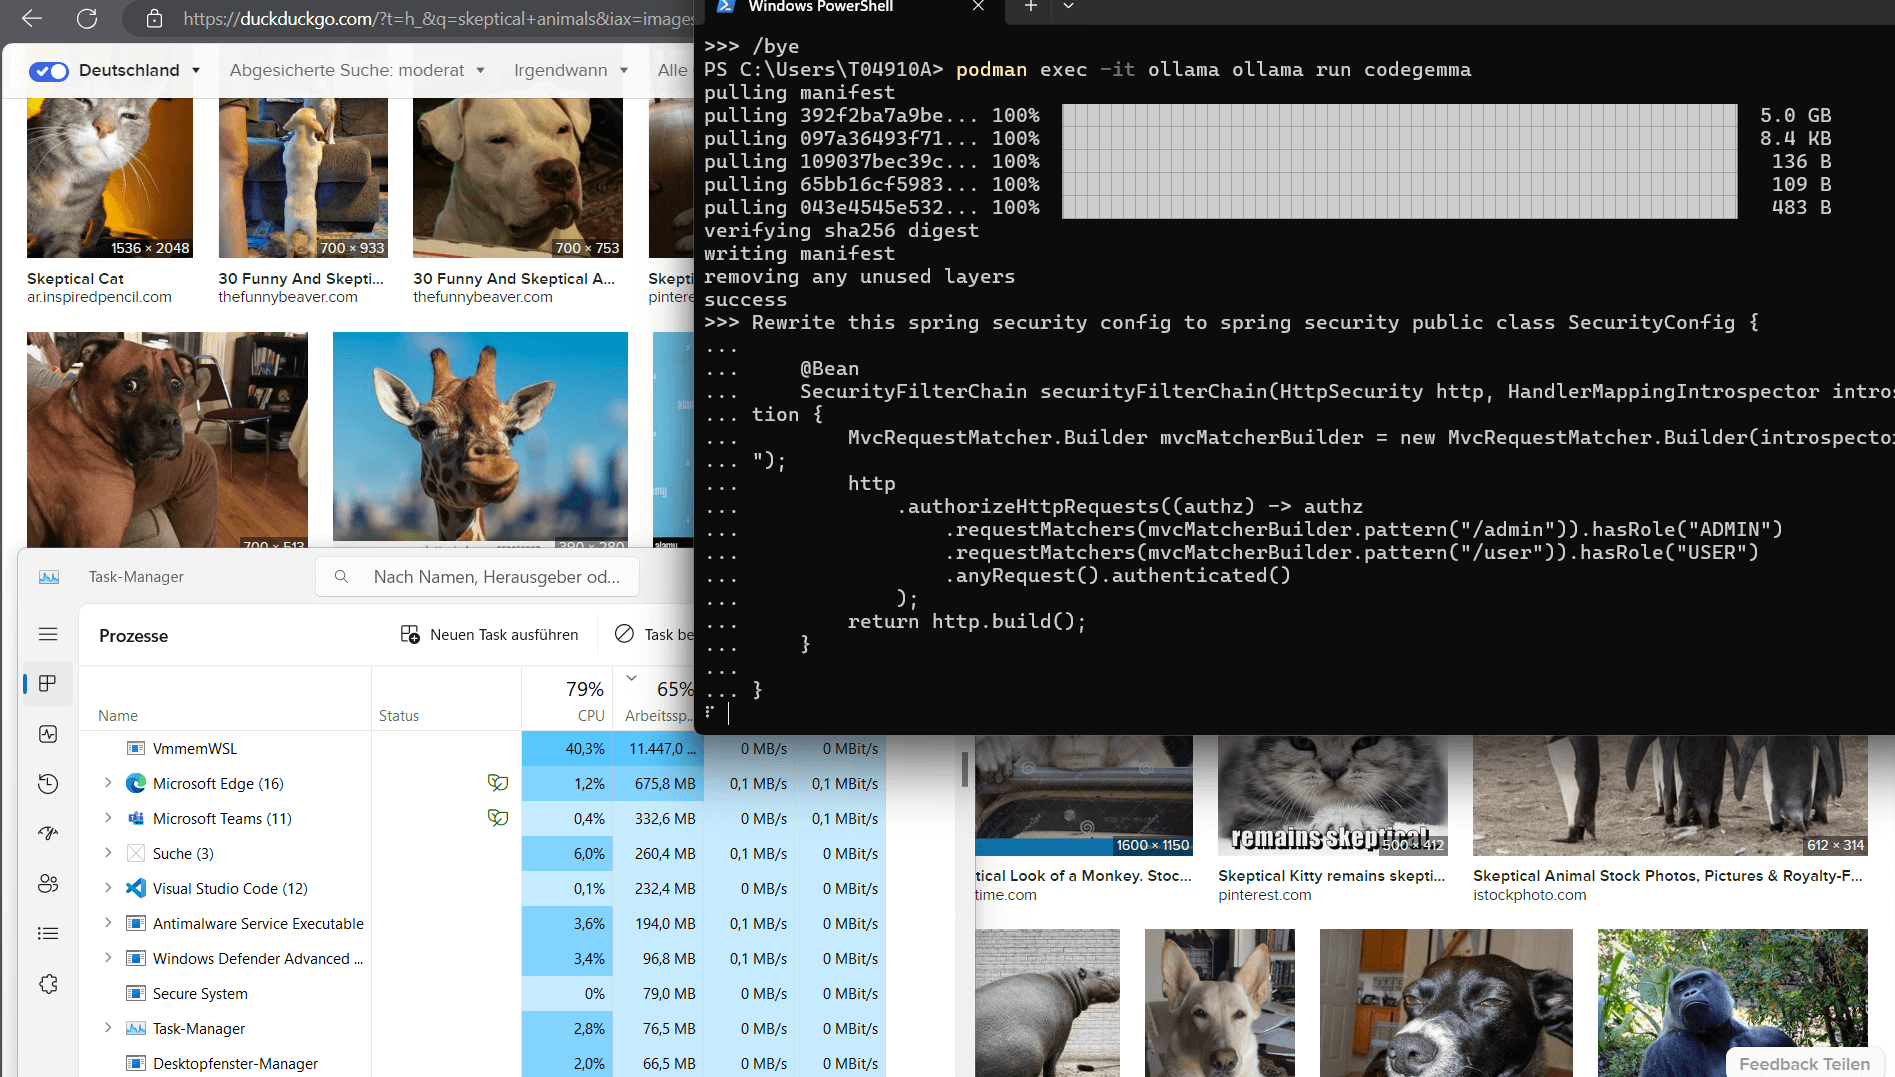 https://duckduckgo.com/?t=h_&q=skeptical+animals&iax=images
Deutschland
Abgesicherte Suche: moderat
Irgendwann
Alle
1536 × 2048
700 × 933
700 × 753
Skeptical Cat
30 Funny And Skepti...
30 Funny And Skeptical A...
Skepti
ar.inspiredpencil.com
thefunnybeaver.com
thefunnybeaver.com
pintere
700 × 513
390 × 280
alamy
Windows PowerShell
>>> /bye
PS C:\Users\T04910A> podman exec -it ollama ollama run codegemma
pulling manifest
pulling 392f2ba7a9be... 100% 5.0 GB
pulling 097a36493f71... 100% 8.4 KB
pulling 109037bec39c... 100% 136 B
pulling 65bb16cf5983... 100% 109 B
pulling 043e4545e532... 100% 483 B
verifying sha256 digest
writing manifest
removing any unused layers
success
>>> Rewrite this spring security config to spring security public class SecurityConfig {
...
...     @Bean
...     SecurityFilterChain securityFilterChain(HttpSecurity http, HandlerMappingIntrospector intros
... tion {
...         MvcRequestMatcher.Builder mvcMatcherBuilder = new MvcRequestMatcher.Builder(introspector
... ");
...         http
...             .authorizeHttpRequests((authz) -> authz
...                 .requestMatchers(mvcMatcherBuilder.pattern("/admin")).hasRole("ADMIN")
...                 .requestMatchers(mvcMatcherBuilder.pattern("/user")).hasRole("USER")
...                 .anyRequest().authenticated()
...             );
...         return http.build();
...     }
...
... }
Task-Manager
Nach Namen, Herausgeber od...
Prozesse
Neuen Task ausführen
Task be
79% 65%
Name Status CPU Arbeitssp...
VmmemWSL 40,3% 11.447,0 ... 0 MB/s 0 MBit/s
Microsoft Edge (16) 1,2% 675,8 MB 0,1 MB/s 0,1 MBit/s
Microsoft Teams (11) 0,4% 332,6 MB 0 MB/s 0,1 MBit/s
Suche (3) 6,0% 260,4 MB 0,1 MB/s 0 MBit/s
Visual Studio Code (12) 0,1% 232,4 MB 0 MB/s 0 MBit/s
Antimalware Service Executable 3,6% 194,0 MB 0,1 MB/s 0 MBit/s
Windows Defender Advanced ... 3,4% 96,8 MB 0,1 MB/s 0 MBit/s
Secure System 0% 79,0 MB 0 MB/s 0 MBit/s
Task-Manager 2,8% 76,5 MB 0 MB/s 0 MBit/s
Desktopfenster-Manager 2,0% 66,5 MB 0 MB/s 0 MBit/s
remains skeptical
1600 × 1150
500 × 412
612 × 314
tical Look of a Monkey. Stoc...
Skeptical Kitty remains skepti...
Skeptical Animal Stock Photos, Pictures & Royalty-F...
time.com
pinterest.com
istockphoto.com
Feedback Teilen